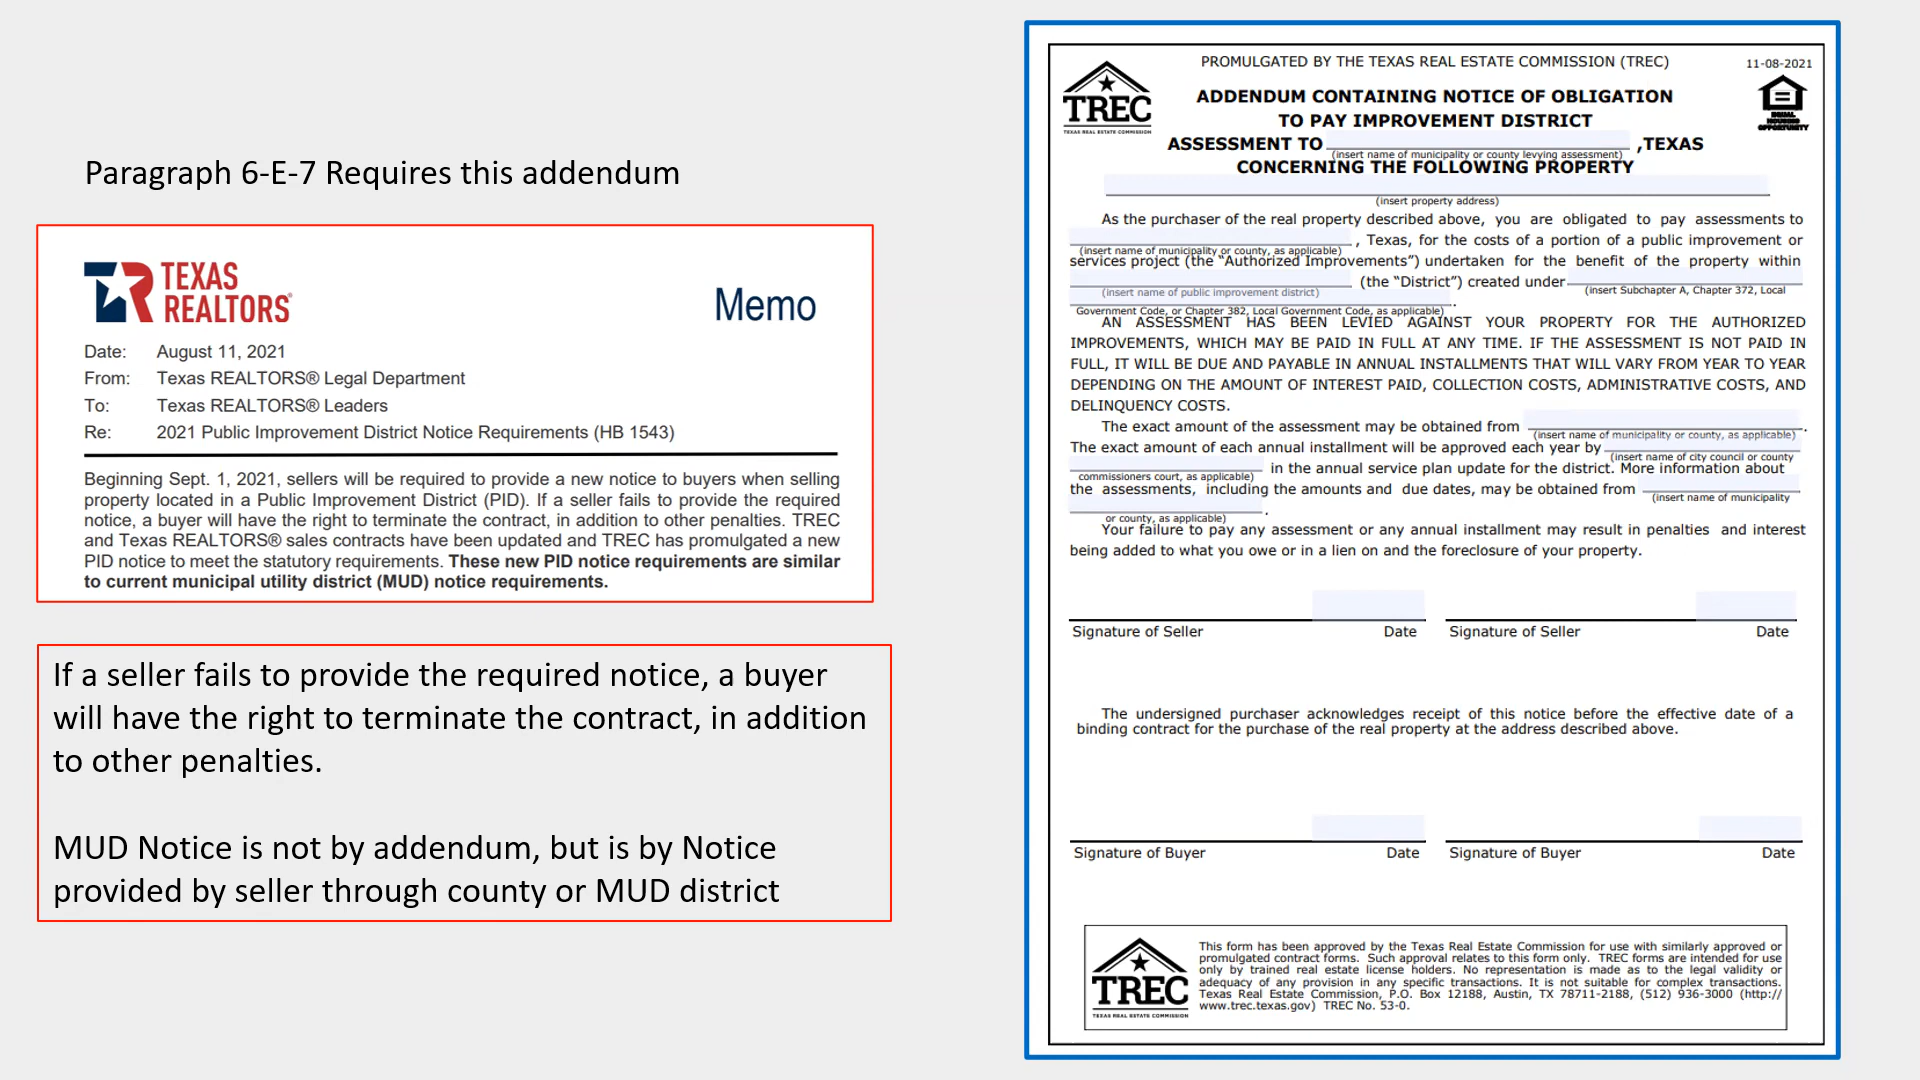 Paragraph 6-E-7 Requires this addendum
TEXAS
REALTORS®
Memo
Date: August 11, 2021
From: Texas REALTORS® Legal Department
To: Texas REALTORS® Leaders
Re: 2021 Public Improvement District Notice Requirements (HB 1543)
Beginning Sept. 1, 2021, sellers will be required to provide a new notice to buyers when selling
property located in a Public Improvement District (PID). If a seller fails to provide the required
notice, a buyer will have the right to terminate the contract, in addition to other penalties. TREC
and Texas REALTORS® sales contracts have been updated and TREC has promulgated a new
PID notice to meet the statutory requirements. These new PID notice requirements are similar
to current municipal utility district (MUD) notice requirements.
If a seller fails to provide the required notice, a buyer
will have the right to terminate the contract, in addition
to other penalties.
MUD Notice is not by addendum, but is by Notice
provided by seller through county or MUD district
PROMULGATED BY THE TEXAS REAL ESTATE COMMISSION (TREC)
11-08-2021
TREC
TEXAS REAL ESTATE COMMISSION
EQUAL HOUSING OPPORTUNITY
ADDENDUM CONTAINING NOTICE OF OBLIGATION
TO PAY IMPROVEMENT DISTRICT
ASSESSMENT TO ,TEXAS
(insert name of municipality or county levying assessment)
CONCERNING THE FOLLOWING PROPERTY
(insert property address)
As the purchaser of the real property described above, you are obligated to pay assessments to
, Texas, for the costs of a portion of a public improvement or
(insert name of municipality or county, as applicable)
services project (the “Authorized Improvements”) undertaken for the benefit of the property within
(the “District”) created under
(insert name of public improvement district) (insert Subchapter A, Chapter 372, Local
.
Government Code, or Chapter 382, Local Government Code, as applicable)
AN ASSESSMENT HAS BEEN LEVIED AGAINST YOUR PROPERTY FOR THE AUTHORIZED
IMPROVEMENTS, WHICH MAY BE PAID IN FULL AT ANY TIME. IF THE ASSESSMENT IS NOT PAID IN
FULL, IT WILL BE DUE AND PAYABLE IN ANNUAL INSTALLMENTS THAT WILL VARY FROM YEAR TO YEAR
DEPENDING ON THE AMOUNT OF INTEREST PAID, COLLECTION COSTS, ADMINISTRATIVE COSTS, AND
DELINQUENCY COSTS.
The exact amount of the assessment may be obtained from .
(insert name of municipality or county, as applicable)
The exact amount of each annual installment will be approved each year by
(insert name of city council or county
in the annual service plan update for the district. More information about
commissioners court, as applicable)
the assessments, including the amounts and due dates, may be obtained from
(insert name of municipality
.
or county, as applicable)
Your failure to pay any assessment or any annual installment may result in penalties and interest
being added to what you owe or in a lien on and the foreclosure of your property.
Signature of Seller Date Signature of Seller Date
The undersigned purchaser acknowledges receipt of this notice before the effective date of a
binding contract for the purchase of the real property at the address described above.
Signature of Buyer Date Signature of Buyer Date
TREC
TEXAS REAL ESTATE COMMISSION
This form has been approved by the Texas Real Estate Commission for use with similarly approved or
promulgated contract forms. Such approval relates to this form only. TREC forms are intended for use
only by trained real estate license holders. No representation is made as to the legal validity or
adequacy of any provision in any specific transactions. It is not suitable for complex transactions.
Texas Real Estate Commission, P.O. Box 12188, Austin, TX 78711-2188, (512) 936-3000 (http://
www.trec.texas.gov) TREC No. 53-0.